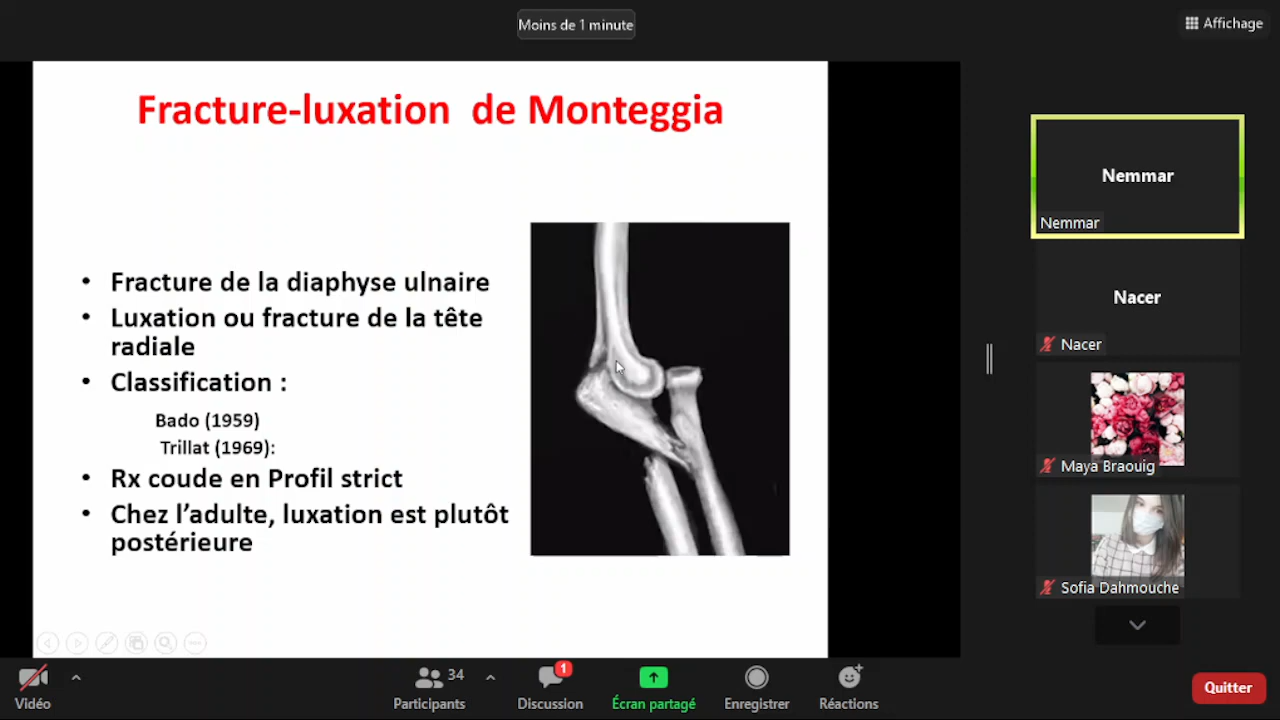 Moins de 1 minute
Affichage
Fracture-luxation de Monteggia
• Fracture de la diaphyse ulnaire
• Luxation ou fracture de la tête
radiale
• Classification :
Bado (1959)
Trillat (1969):
• Rx coude en Profil strict
• Chez l’adulte, luxation est plutôt
postérieure
Nemmar
Nemmar
Nacer
Nacer
Maya Braouig
Sofia Dahmouche
Vidéo
34
Participants
1
Discussion
Écran partagé
Enregistrer
Réactions
Quitter